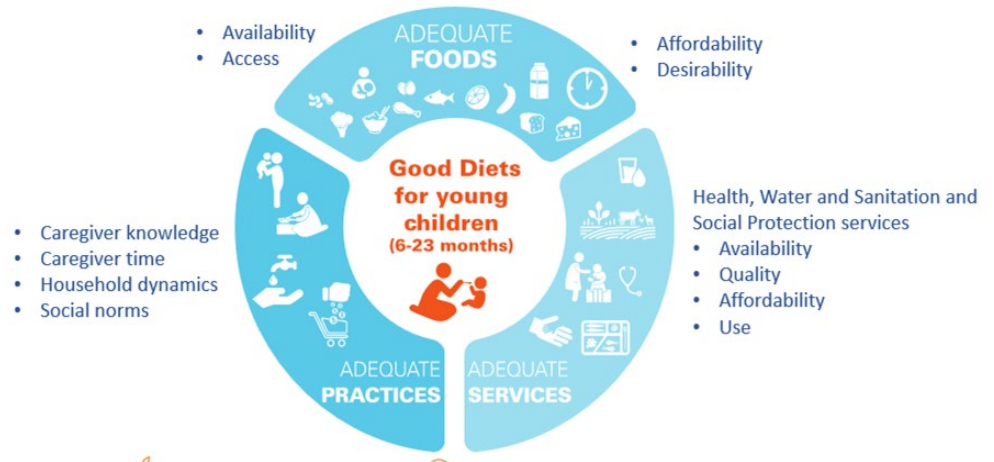 • Availability
• Access
ADEQUATE
FOODS
• Affordability
• Desirability
Good Diets
for young
children
(6-23 months)
• Caregiver knowledge
• Caregiver time
• Household dynamics
• Social norms
ADEQUATE
PRACTICES
ADEQUATE
SERVICES
Health, Water and Sanitation and
Social Protection services
• Availability
• Quality
• Affordability
• Use